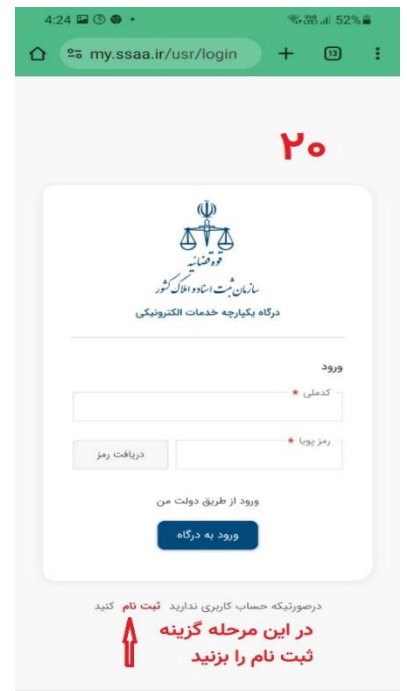 4:24
52%
my.ssaa.ir/usr/login
13
۲۰
قوه قضائیه
سازمان ثبت اسناد و املاک کشور
درگاه یکپارچه خدمات الکترونیکی
ورود
کدملی *
رمز پویا *
دریافت رمز
ورود از طریق دولت من
ورود به درگاه
درصورتیکه حساب کاربری ندارید ثبت نام کنید
در این مرحله گزینه
ثبت نام را بزنید